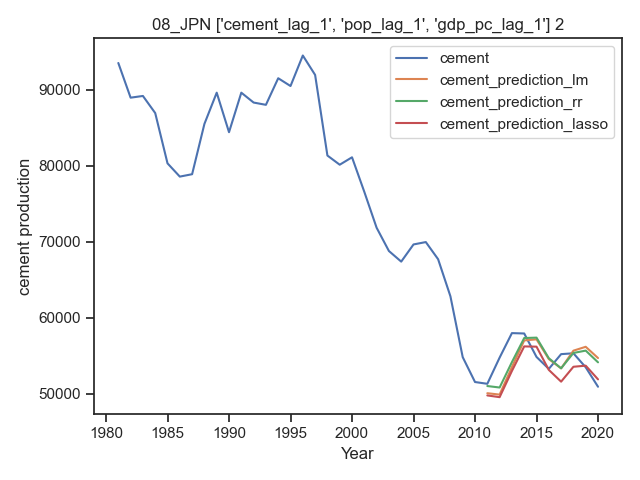 08_JPN ['cement_lag_1', 'pop_lag_1', 'gdp_pc_lag_1'] 2
cement
cement_prediction_lm
cement_prediction_rr
cement_prediction_lasso
cement production
90000
80000
70000
60000
50000
1980 1985 1990 1995 2000 2005 2010 2015 2020
Year